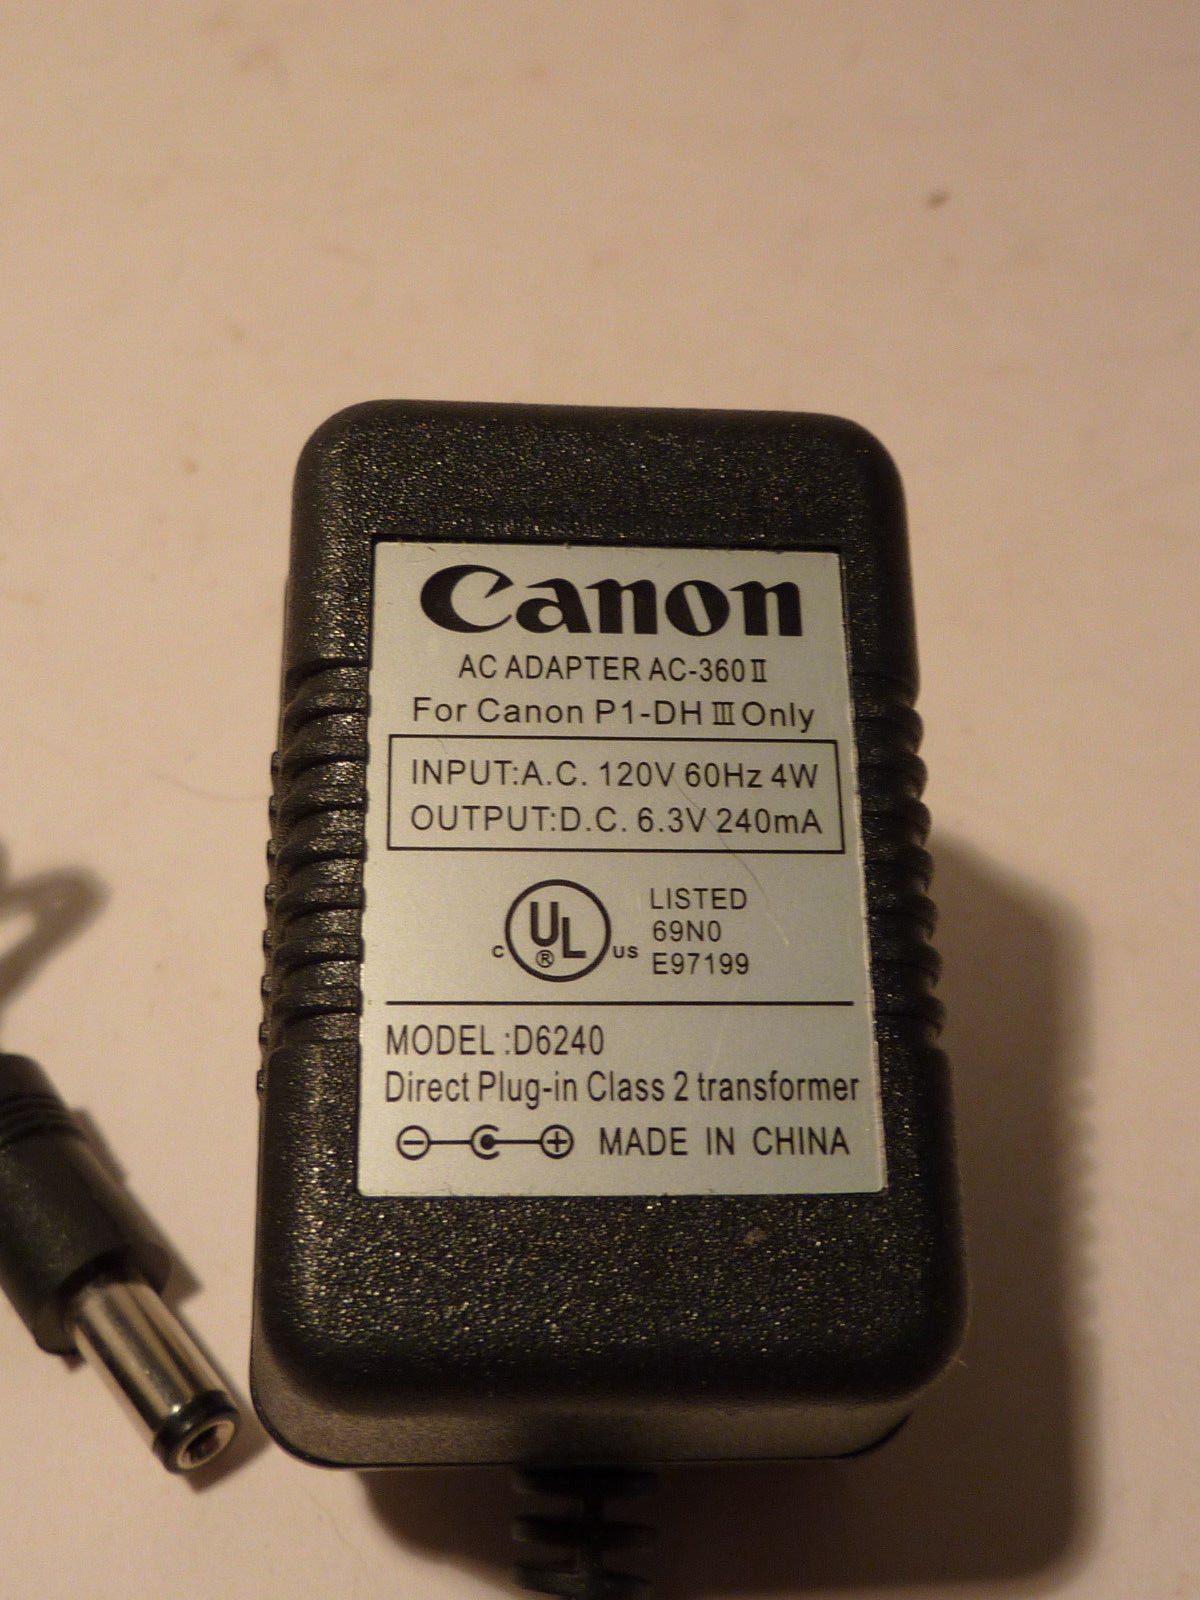 Canon
AC ADAPTER AC-360 II
For Canon P1-DH III Only
INPUT:A.C. 120V 60Hz 4W
OUTPUT:D.C. 6.3V 240mA
C UL ® US
LISTED
69N0
E97199
MODEL :D6240
Direct Plug-in Class 2 transformer
MADE IN CHINA